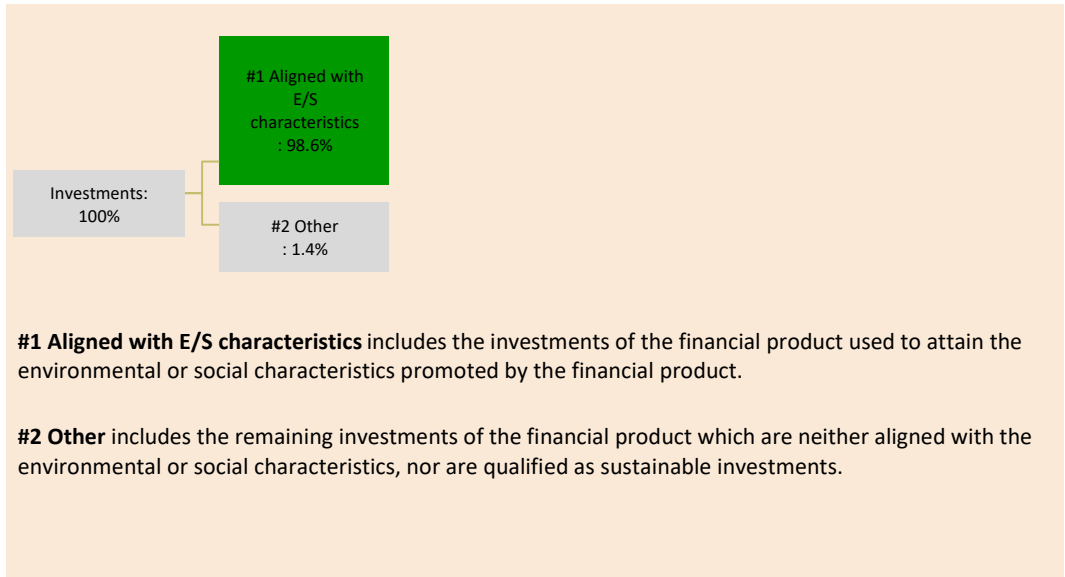 #1 Aligned with
E/S
characteristics
: 98.6%
Investments:
100%
#2 Other
: 1.4%
#1 Aligned with E/S characteristics includes the investments of the financial product used to attain the
environmental or social characteristics promoted by the financial product.
#2 Other includes the remaining investments of the financial product which are neither aligned with the
environmental or social characteristics, nor are qualified as sustainable investments.